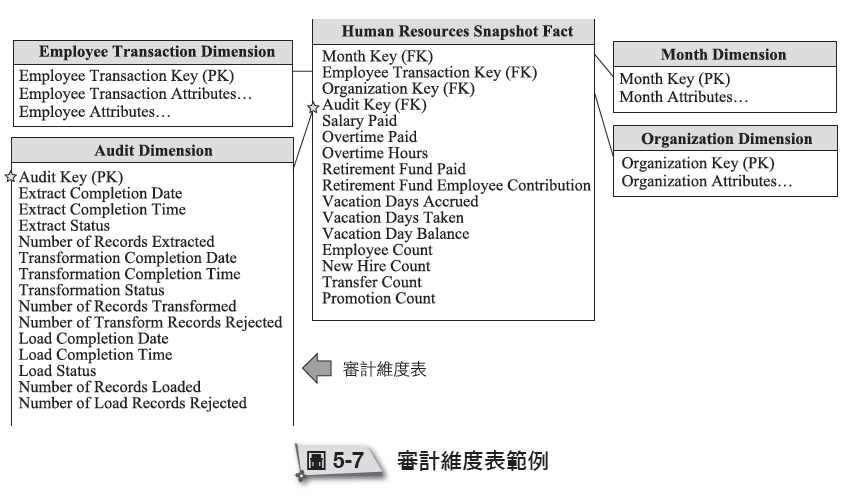 Employee Transaction Dimension
Employee Transaction Key (PK)
Employee Transaction Attributes…
Employee Attributes…
Audit Dimension
Audit Key (PK)
Extract Completion Date
Extract Completion Time
Extract Status
Number of Records Extracted
Transformation Completion Date
Transformation Completion Time
Transformation Status
Number of Records Transformed
Number of Transform Records Rejected
Load Completion Date
Load Completion Time
Load Status
Number of Records Loaded
Number of Load Records Rejected
Human Resources Snapshot Fact
Month Key (FK)
Employee Transaction Key (FK)
Organization Key (FK)
Audit Key (FK)
Salary Paid
Overtime Paid
Overtime Hours
Retirement Fund Paid
Retirement Fund Employee Contribution
Vacation Days Accrued
Vacation Days Taken
Vacation Day Balance
Employee Count
New Hire Count
Transfer Count
Promotion Count
Month Dimension
Month Key (PK)
Month Attributes…
Organization Dimension
Organization Key (PK)
Organization Attributes…
審計維度表
圖 5-7 審計維度表範例